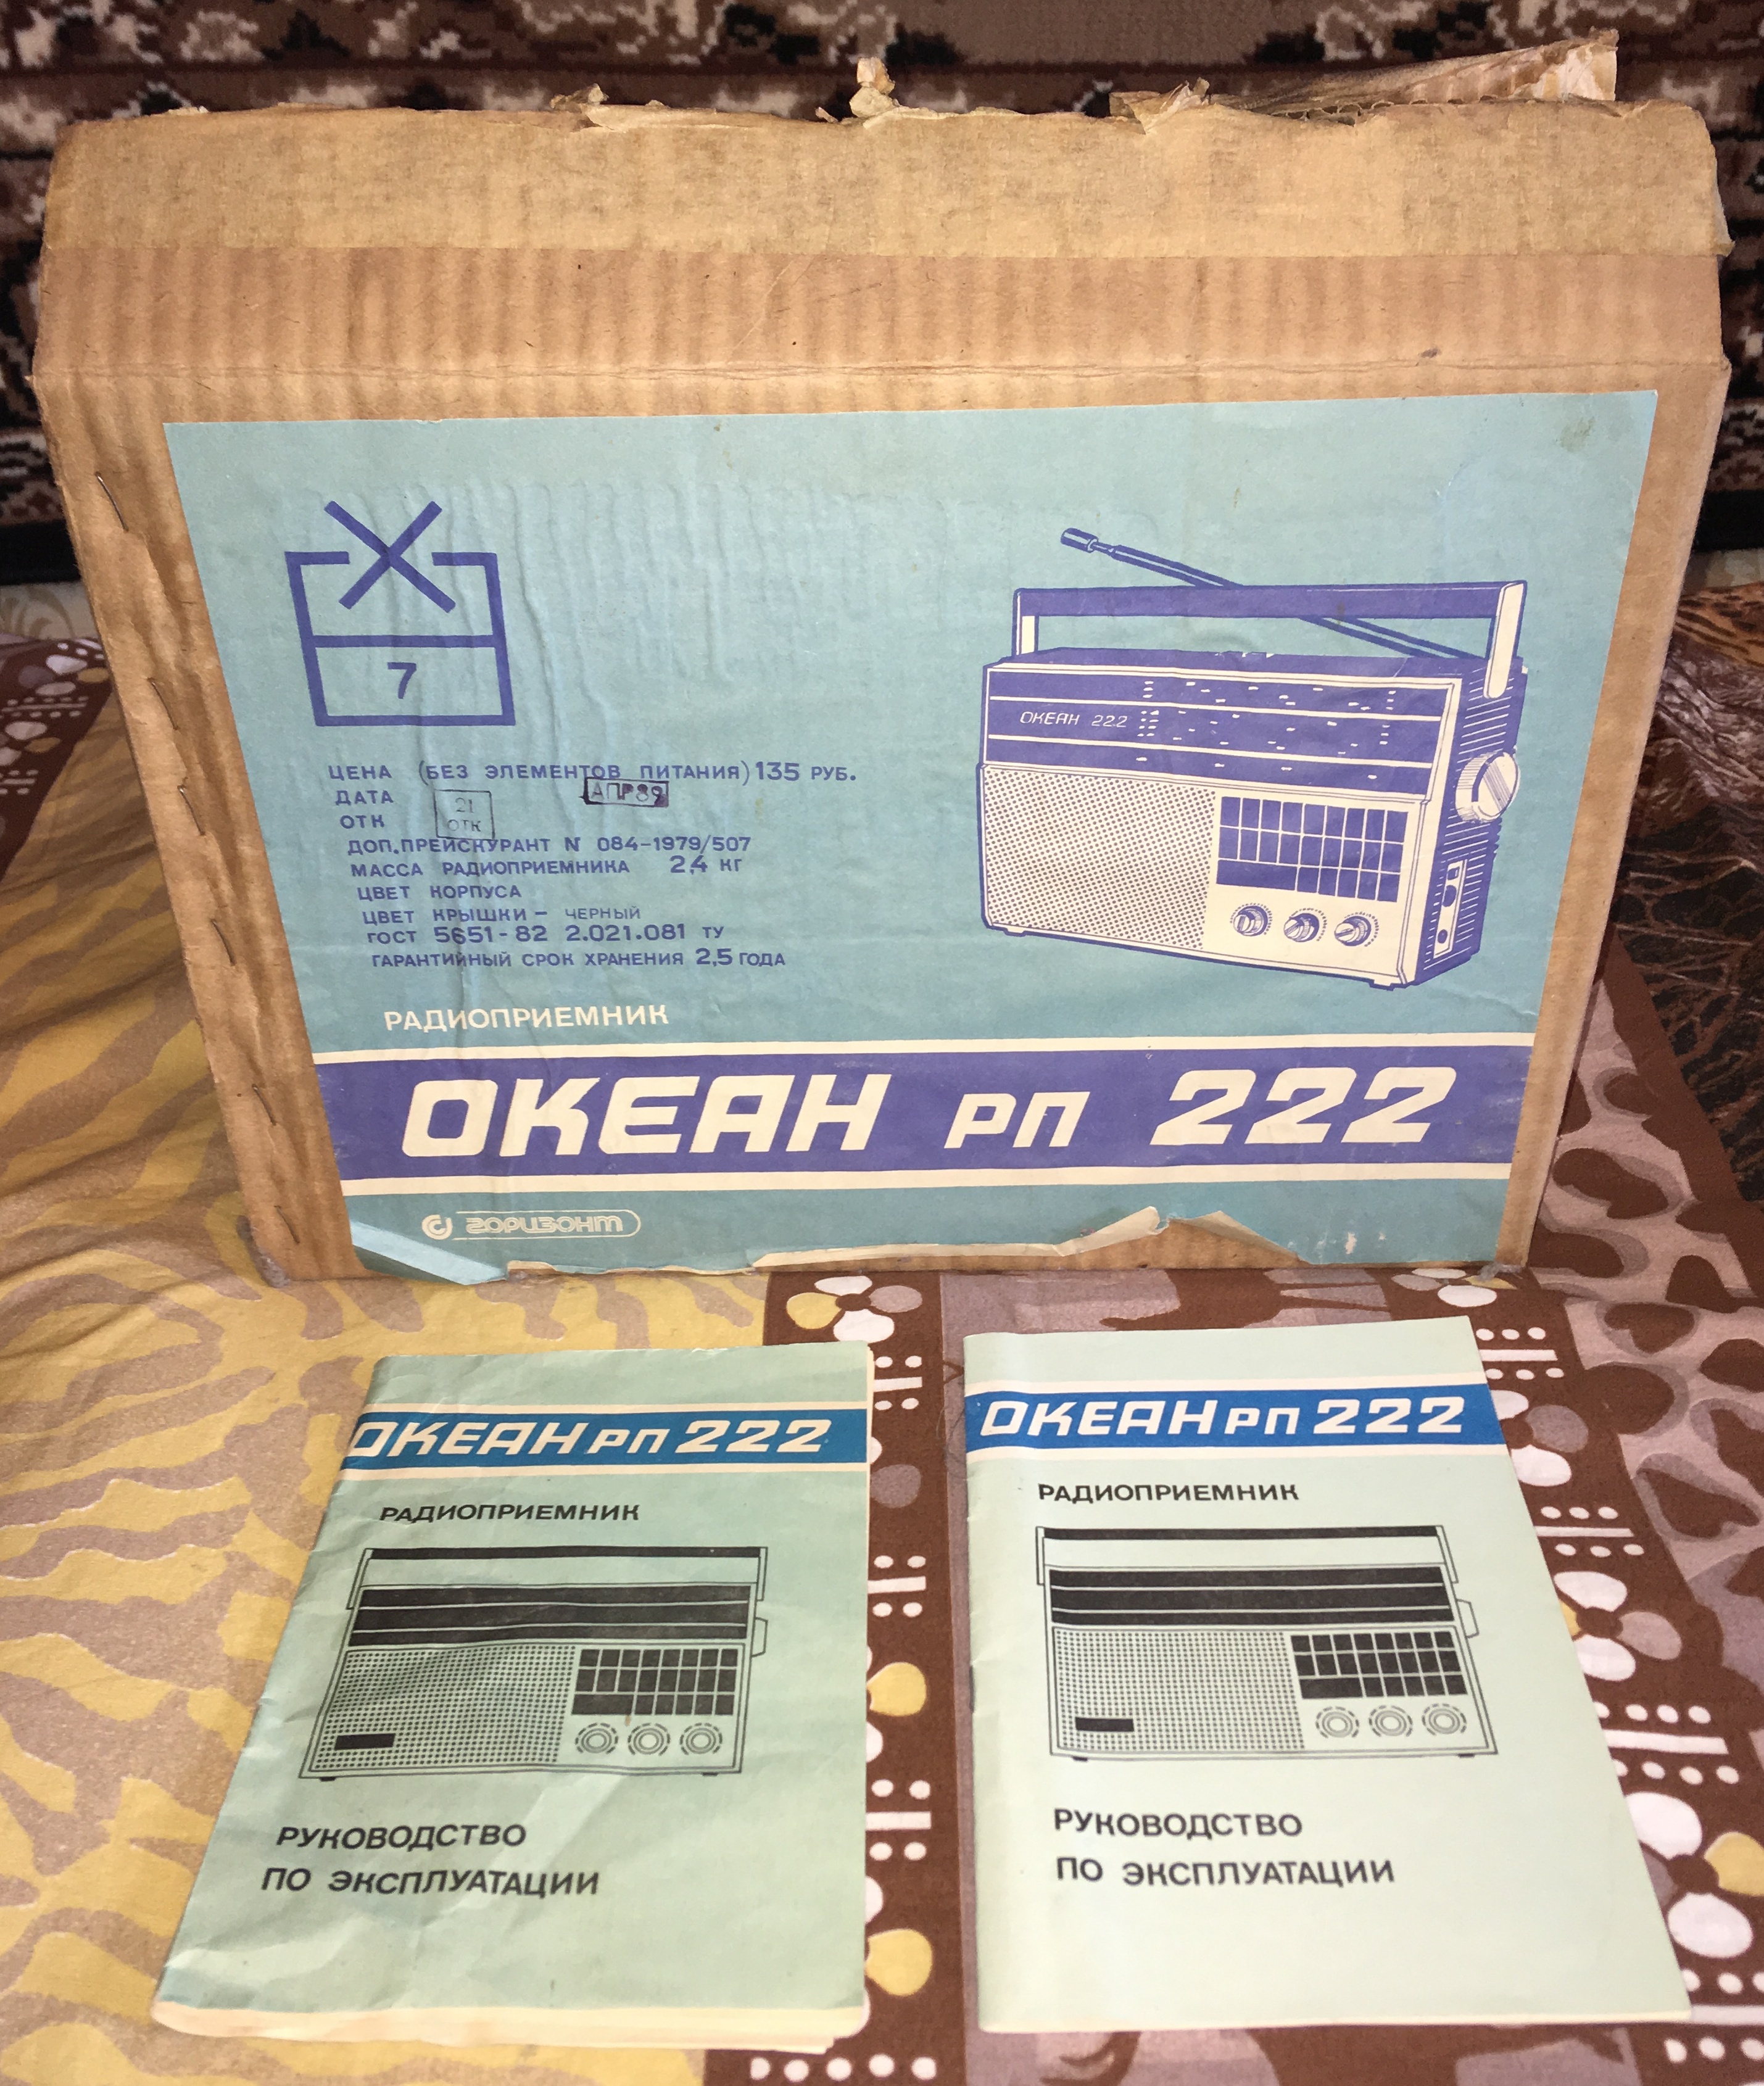 7
ОКЕАН 222
ЦЕНА (БЕЗ ЭЛЕМЕНТОВ ПИТАНИЯ) 135 РУБ.
ДАТА АПР 89
ОТК 21 ОТК
ДОП.ПРЕЙСКУРАНТ N 084-1979/507
МАССА РАДИОПРИЕМНИКА 2,4 КГ
ЦВЕТ КОРПУСА
ЦВЕТ КРЫШКИ - ЧЕРНЫЙ
ГОСТ 5651-82 2.021.081 ТУ
ГАРАНТИЙНЫЙ СРОК ХРАНЕНИЯ 2,5 ГОДА
РАДИОПРИЕМНИК
ОКЕАН РП 222
горизонт
ОКЕАН РП 222
РАДИОПРИЕМНИК
РУКОВОДСТВО
ПО ЭКСПЛУАТАЦИИ
ОКЕАН РП 222
РАДИОПРИЕМНИК
РУКОВОДСТВО
ПО ЭКСПЛУАТАЦИИ